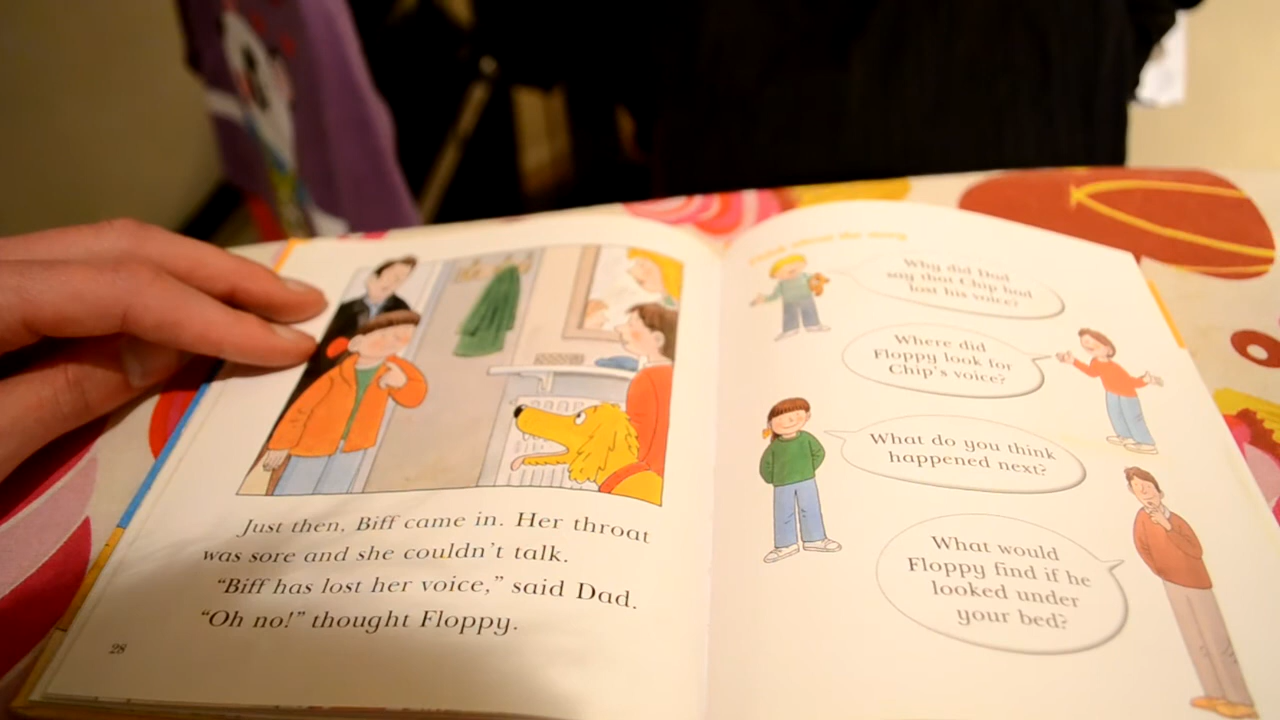 Just then, Biff came in. Her throat
was sore and she couldn't talk.
"Biff has lost her voice," said Dad.
"Oh no!" thought Floppy.
28
about the story
Why did Dad
say that Chip had
lost his voice?
Where did
Floppy look for
Chip's voice?
What do you think
happened next?
What would
Floppy find if he
looked under
your bed?